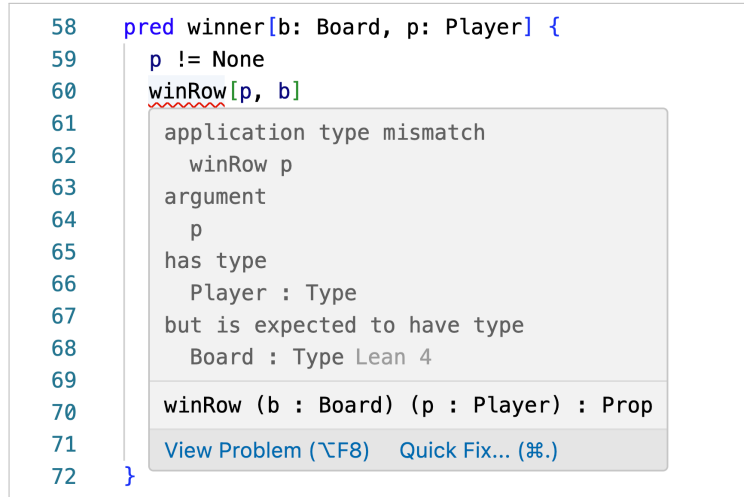 58 pred winner[b: Board, p: Player] {
59 p != None
60 winRow[p, b]
61
62
63
64
65
66
67
68
69
70
71
72 }
application type mismatch
winRow p
argument
p
has type
Player : Type
but is expected to have type
Board : Type Lean 4
winRow (b : Board) (p : Player) : Prop
View Problem (⌥F8) Quick Fix... (⌘.)